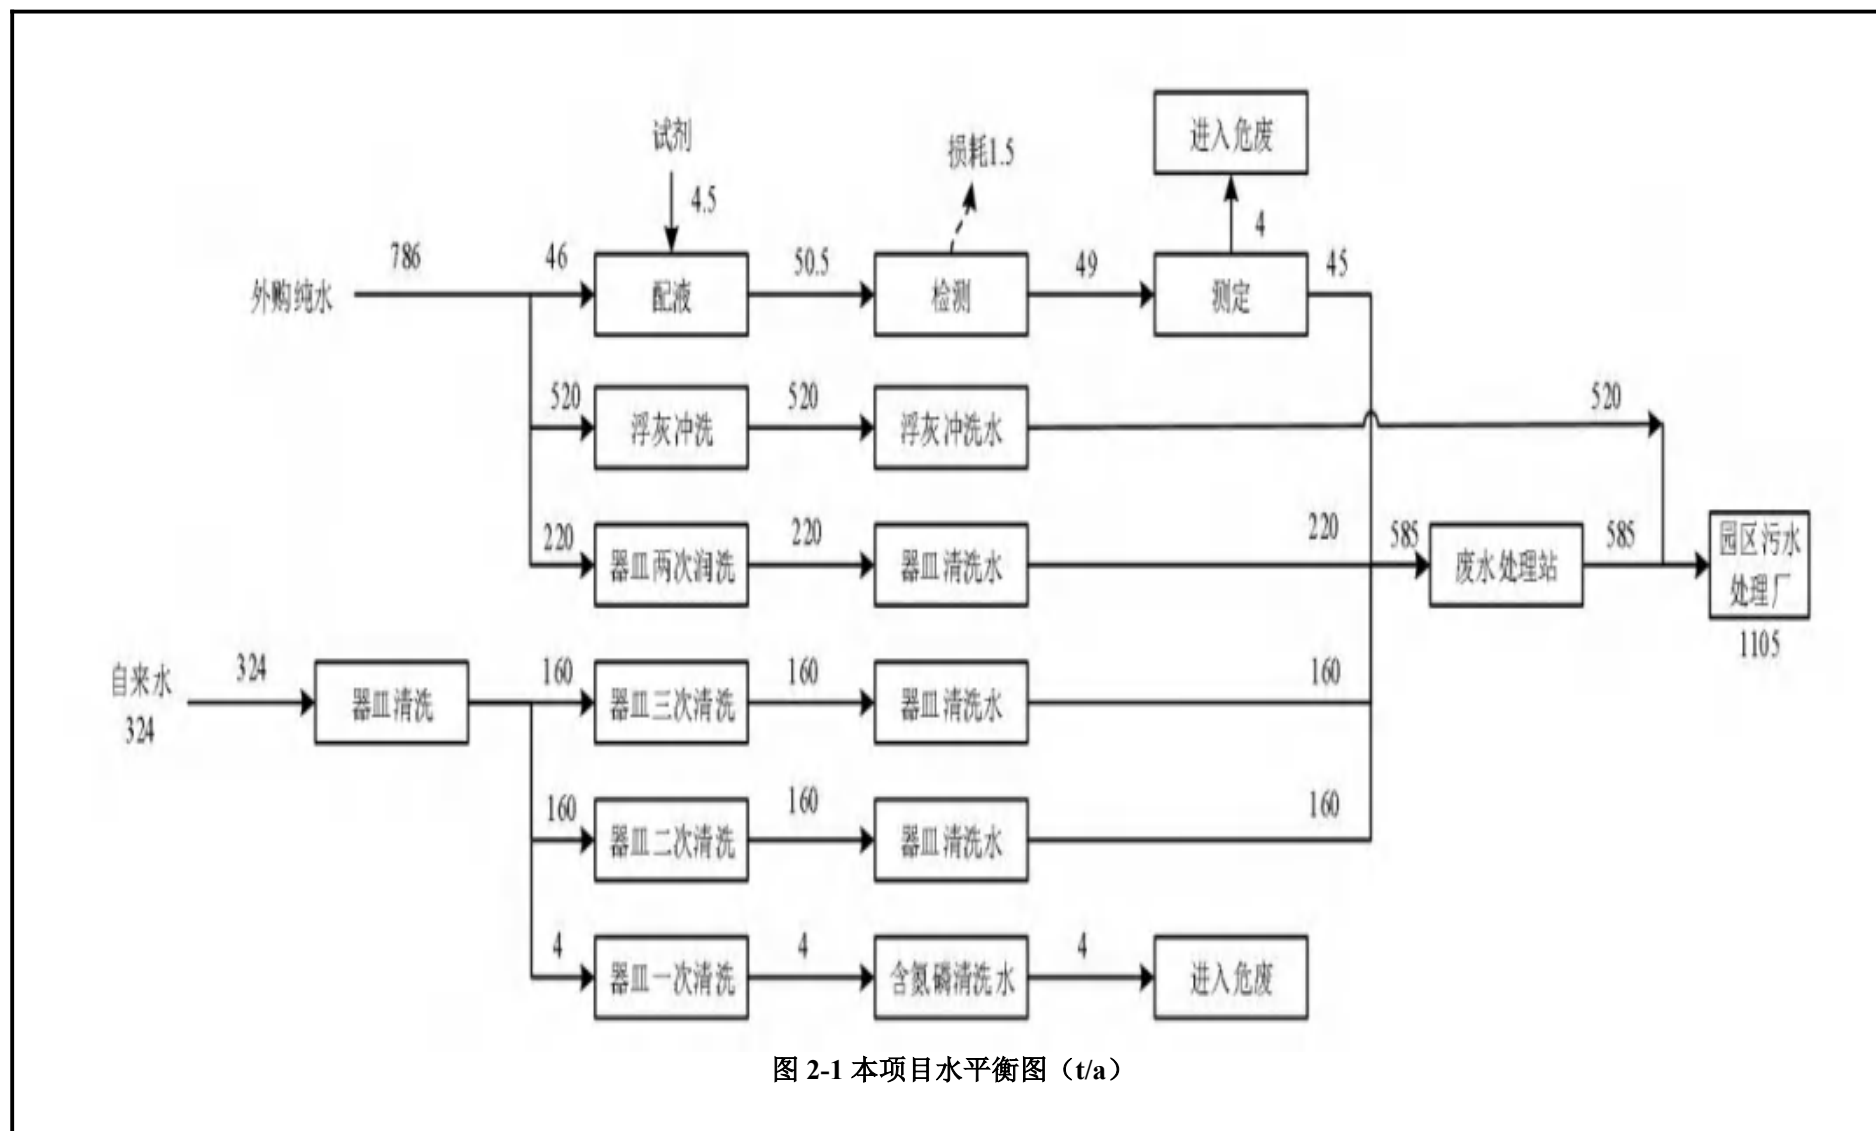 进入危废
试剂
损耗1.5
4.5
4
786
46
50.5
49
45
外购纯水
配液
检测
测定
520
520
520
浮灰冲洗
浮灰冲洗水
220
220
220
585
585
器皿两次润洗
器皿清洗水
废水处理站
园区污水
处理厂
1105
324
160
160
160
自来水
324
器皿清洗
器皿三次清洗
器皿清洗水
160
160
160
器皿二次清洗
器皿清洗水
4
4
4
器皿一次清洗
含氮磷清洗水
进入危废
图 2-1 本项目水平衡图（t/a）